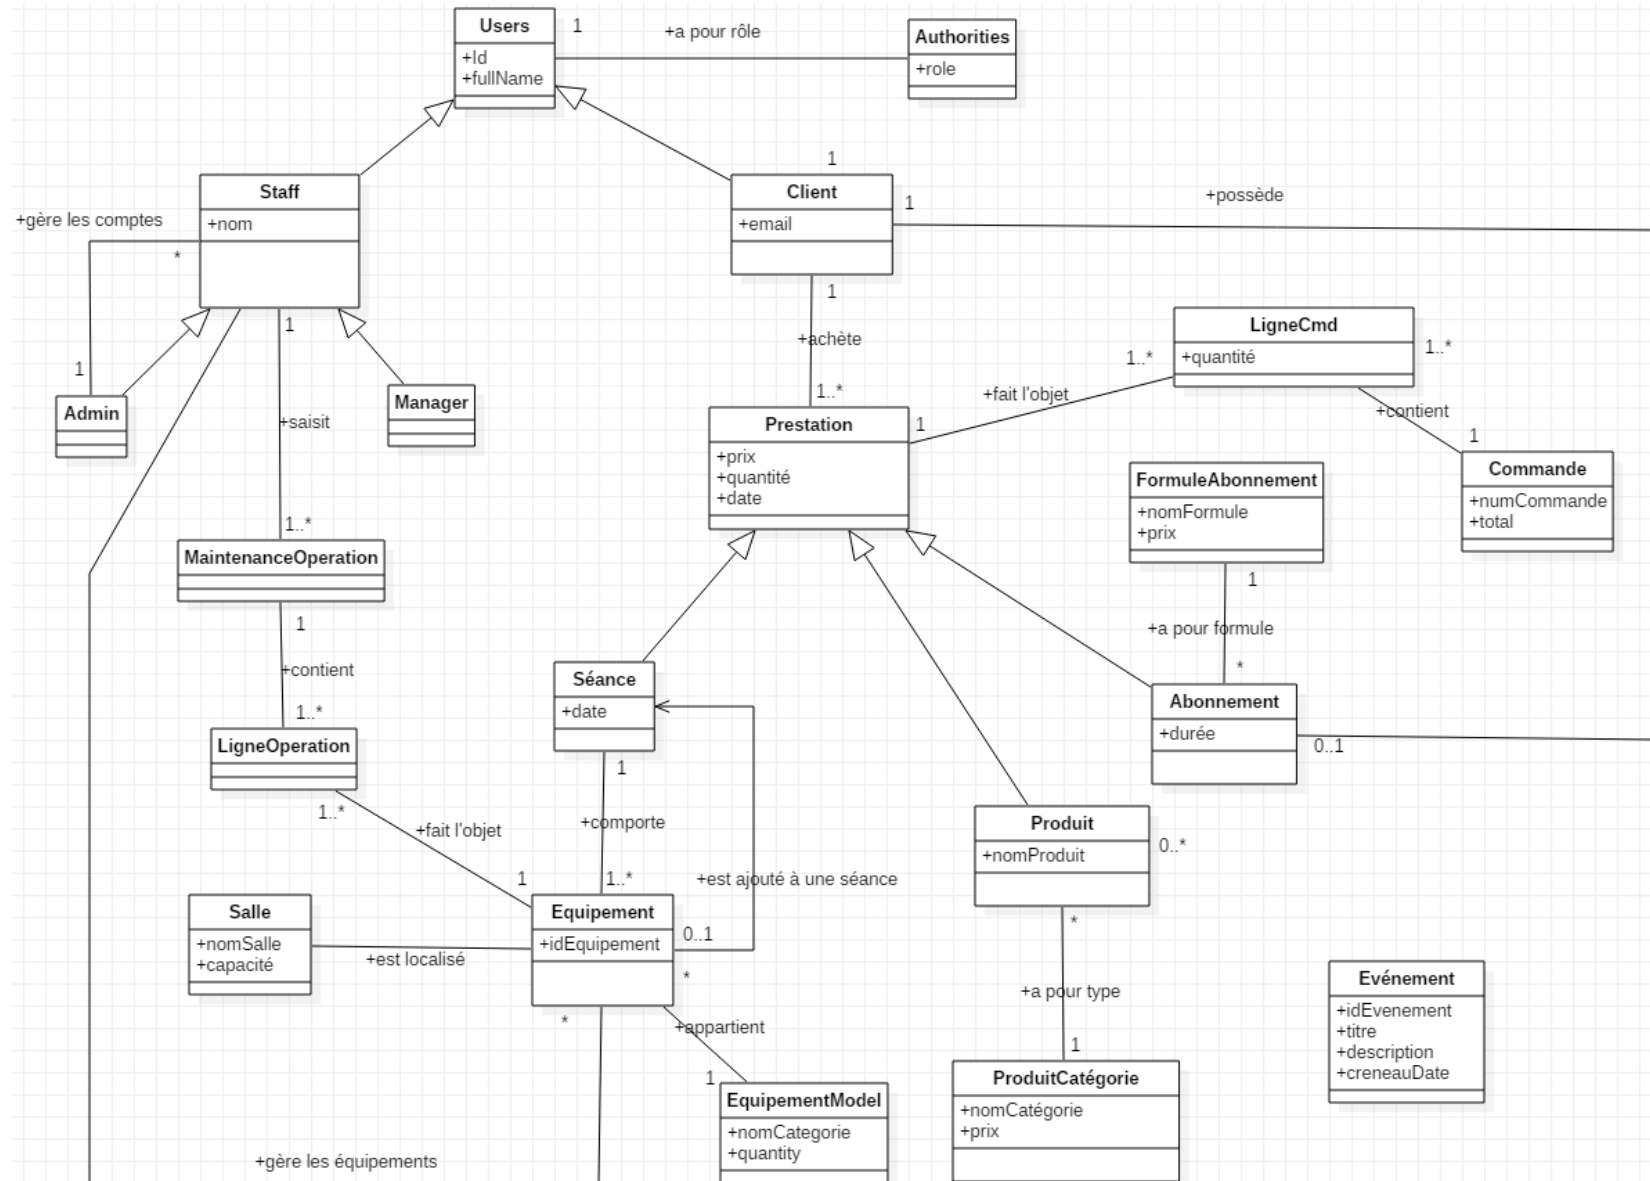 Users
+Id
+fullName
1
+a pour rôle
Authorities
+role
Staff
+nom
+gère les comptes
*
1
1
Client
+email
1
+possède
1
+achète
1..*
Admin
1
+saisit
1..*
Manager
LigneCmd
+quantité
1..*
1..*
+fait l'objet
1
+contient
1
Prestation
+prix
+quantité
+date
Commande
+numCommande
+total
FormuleAbonnement
+nomFormule
+prix
1
+a pour formule
*
MaintenanceOperation
1
+contient
1..*
LigneOperation
1..*
+fait l'objet
1
Séance
+date
1
+comporte
1..*
Abonnement
+durée
0..1
Produit
+nomProduit
0..*
*
+est ajouté à une séance
0..1
Salle
+nomSalle
+capacité
+est localisé
Equipement
+idEquipement
*
*
+appartient
1
+a pour type
1
Evénement
+idEvenement
+titre
+description
+creneauDate
EquipementModel
+nomCategorie
+quantity
ProduitCatégorie
+nomCatégorie
+prix
+gère les équipements